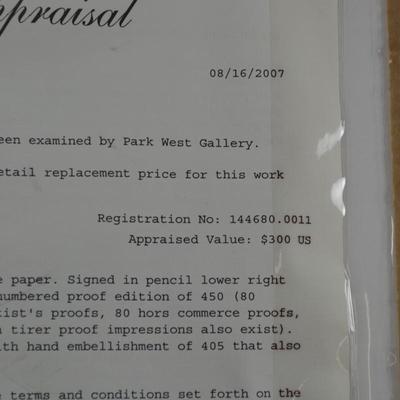 praisal
08/16/2007
een examined by Park West Gallery.
etail replacement price for this work
Registration No: 144680.0011
Appraised Value: $300 US
e paper. Signed in pencil lower right
numbered proof edition of 450 (80
tist's proofs, 80 hors commerce proofs,
n tirer proof impressions also exist).
ith hand embellishment of 405 that also
e terms and conditions set forth on the